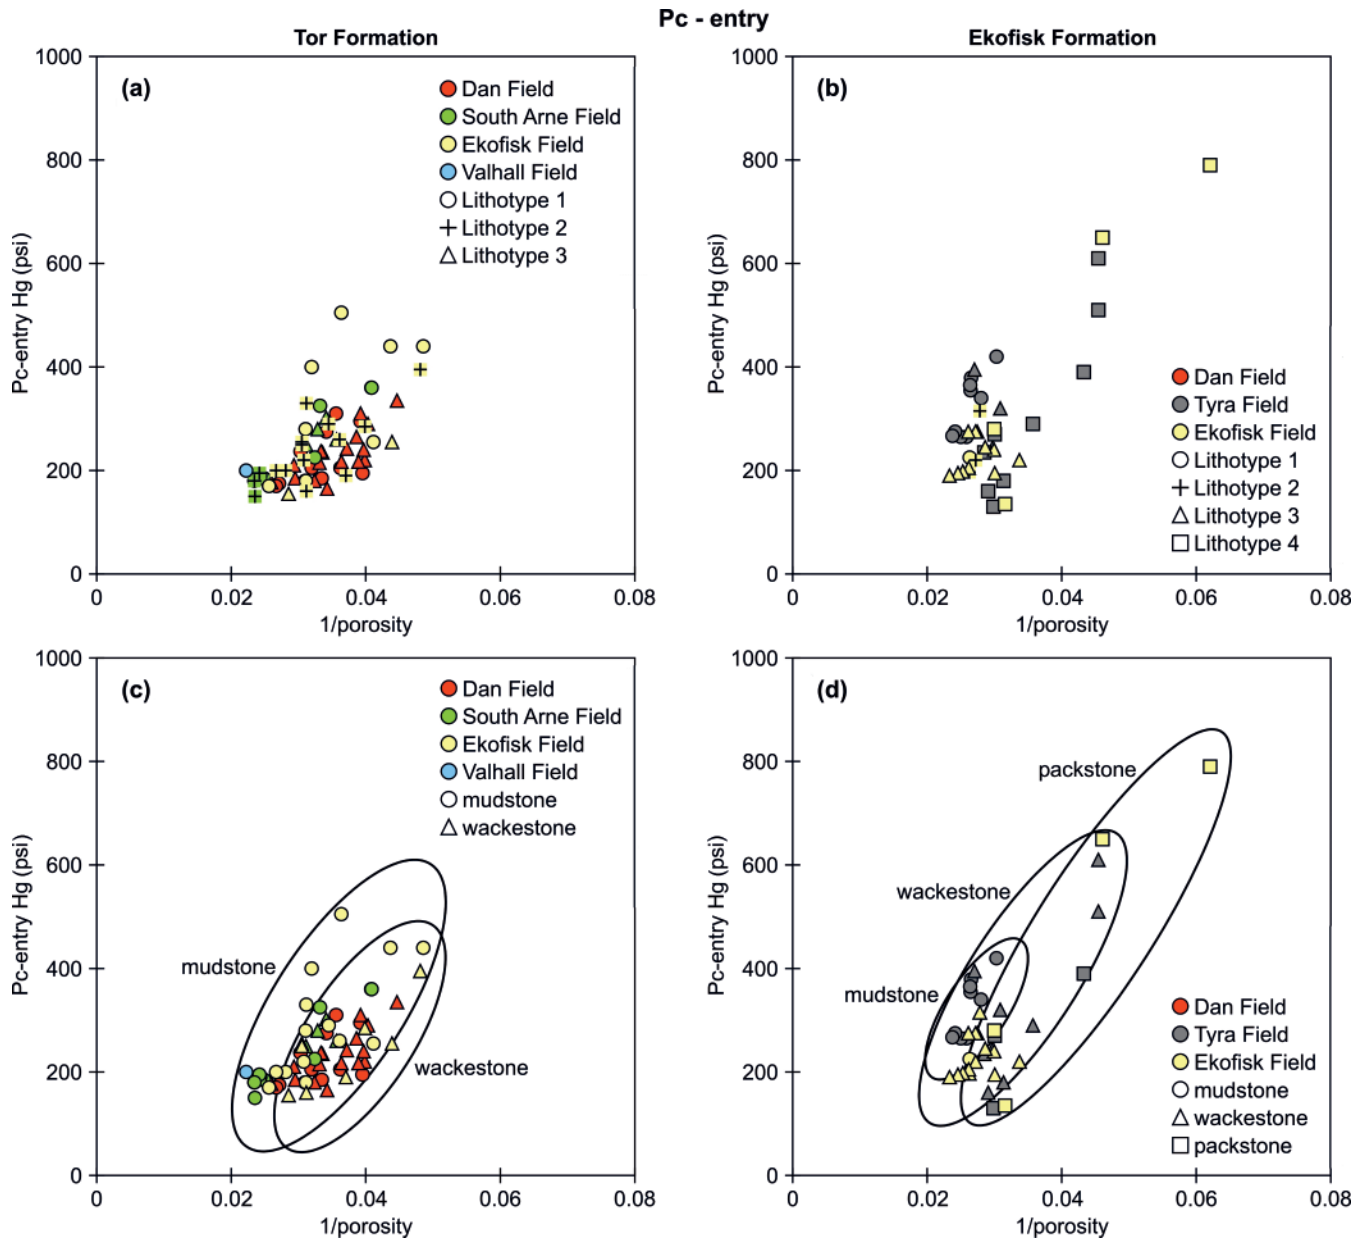 Pc - entry
Tor Formation
Ekofisk Formation
(a)
1000
800
600
400
200
0
Pc-entry Hg (psi)
Dan Field
South Arne Field
Ekofisk Field
Valhall Field
Lithotype 1
Lithotype 2
Lithotype 3
0 0.02 0.04 0.06 0.08
1/porosity
(b)
1000
800
600
400
200
0
Pc-entry Hg (psi)
Dan Field
Tyra Field
Ekofisk Field
Lithotype 1
Lithotype 2
Lithotype 3
Lithotype 4
0 0.02 0.04 0.06 0.08
1/porosity
(c)
1000
800
600
400
200
0
Pc-entry Hg (psi)
Dan Field
South Arne Field
Ekofisk Field
Valhall Field
mudstone
wackestone
mudstone
wackestone
0 0.02 0.04 0.06 0.08
1/porosity
(d)
1000
800
600
400
200
0
Pc-entry Hg (psi)
packstone
wackestone
mudstone
Dan Field
Tyra Field
Ekofisk Field
mudstone
wackestone
packstone
0 0.02 0.04 0.06 0.08
1/porosity